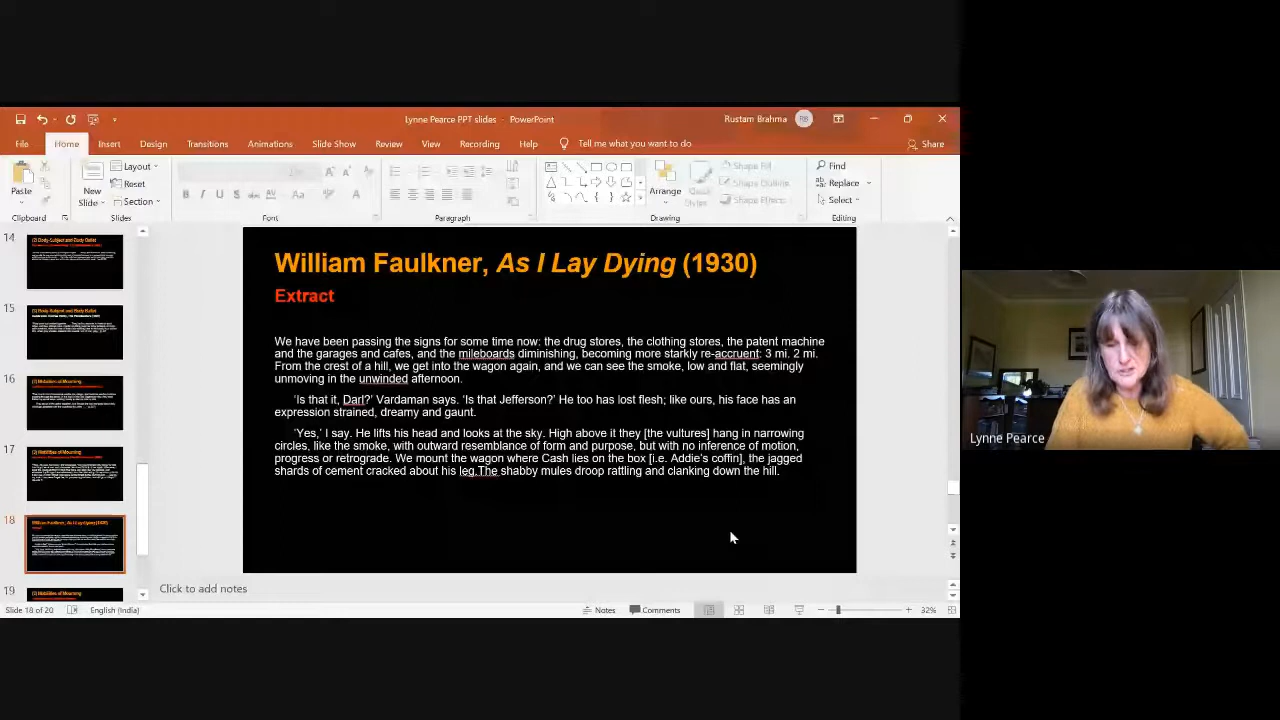 Lynne Pearce PPT slides - PowerPoint
Rustam Brahma RB
File Home Insert Design Transitions Animations Slide Show Review View Recording Help Tell me what you want to do Share
Paste
New Slide
Layout
Reset
Section
Arrange
Quick Styles
Shape Fill
Shape Outline
Shape Effects
Find
Replace
Select
Clipboard Slides Font Paragraph Drawing Editing
14
15
16
17
18
19
William Faulkner, As I Lay Dying (1930)
Extract
We have been passing the signs for some time now: the drug stores, the clothing stores, the patent machine
and the garages and cafes, and the mileboards diminishing, becoming more starkly re-accruent: 3 mi. 2 mi.
From the crest of a hill, we get into the wagon again, and we can see the smoke, low and flat, seemingly
unmoving in the unwinded afternoon.
‘Is that it, Darl?’ Vardaman says. ‘Is that Jefferson?’ He too has lost flesh; like ours, his face has an
expression strained, dreamy and gaunt.
‘Yes,’ I say. He lifts his head and looks at the sky. High above it they [the vultures] hang in narrowing
circles, like the smoke, with outward resemblance of form and purpose, but with no inference of motion,
progress or retrograde. We mount the wagon where Cash lies on the box [i.e. Addie’s coffin], the jagged
shards of cement cracked about his leg.The shabby mules droop rattling and clanking down the hill.
Lynne Pearce
Click to add notes
Slide 18 of 20 English (India) Notes Comments 32%